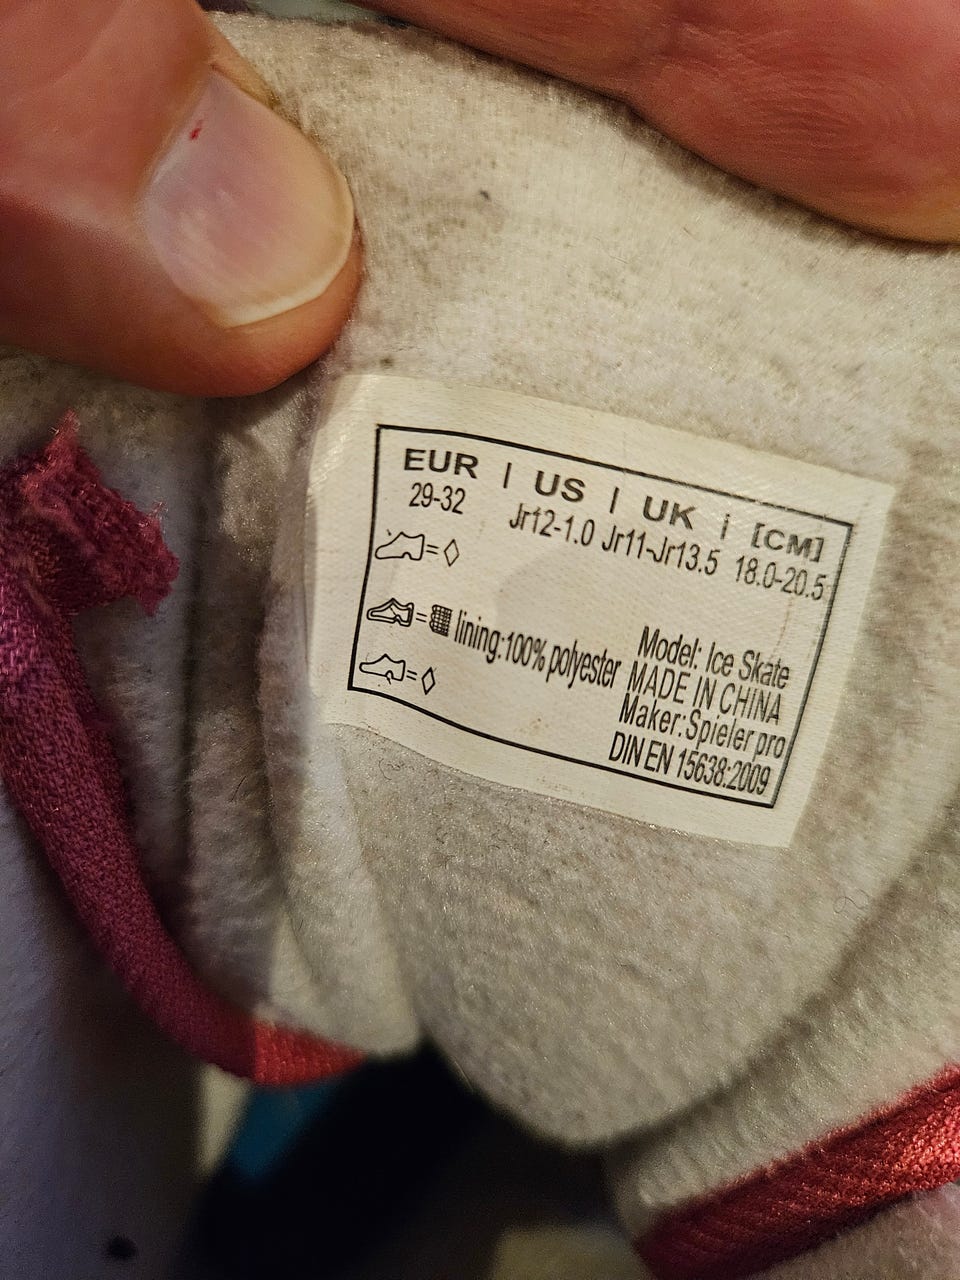 EUR | US | UK | [CM]
29-32 Jr12-1.0 Jr11-Jr13.5 18.0-20.5
lining:100% polyester
Model: Ice Skate
MADE IN CHINA
Maker:Spieler pro
DIN EN 15638:2009